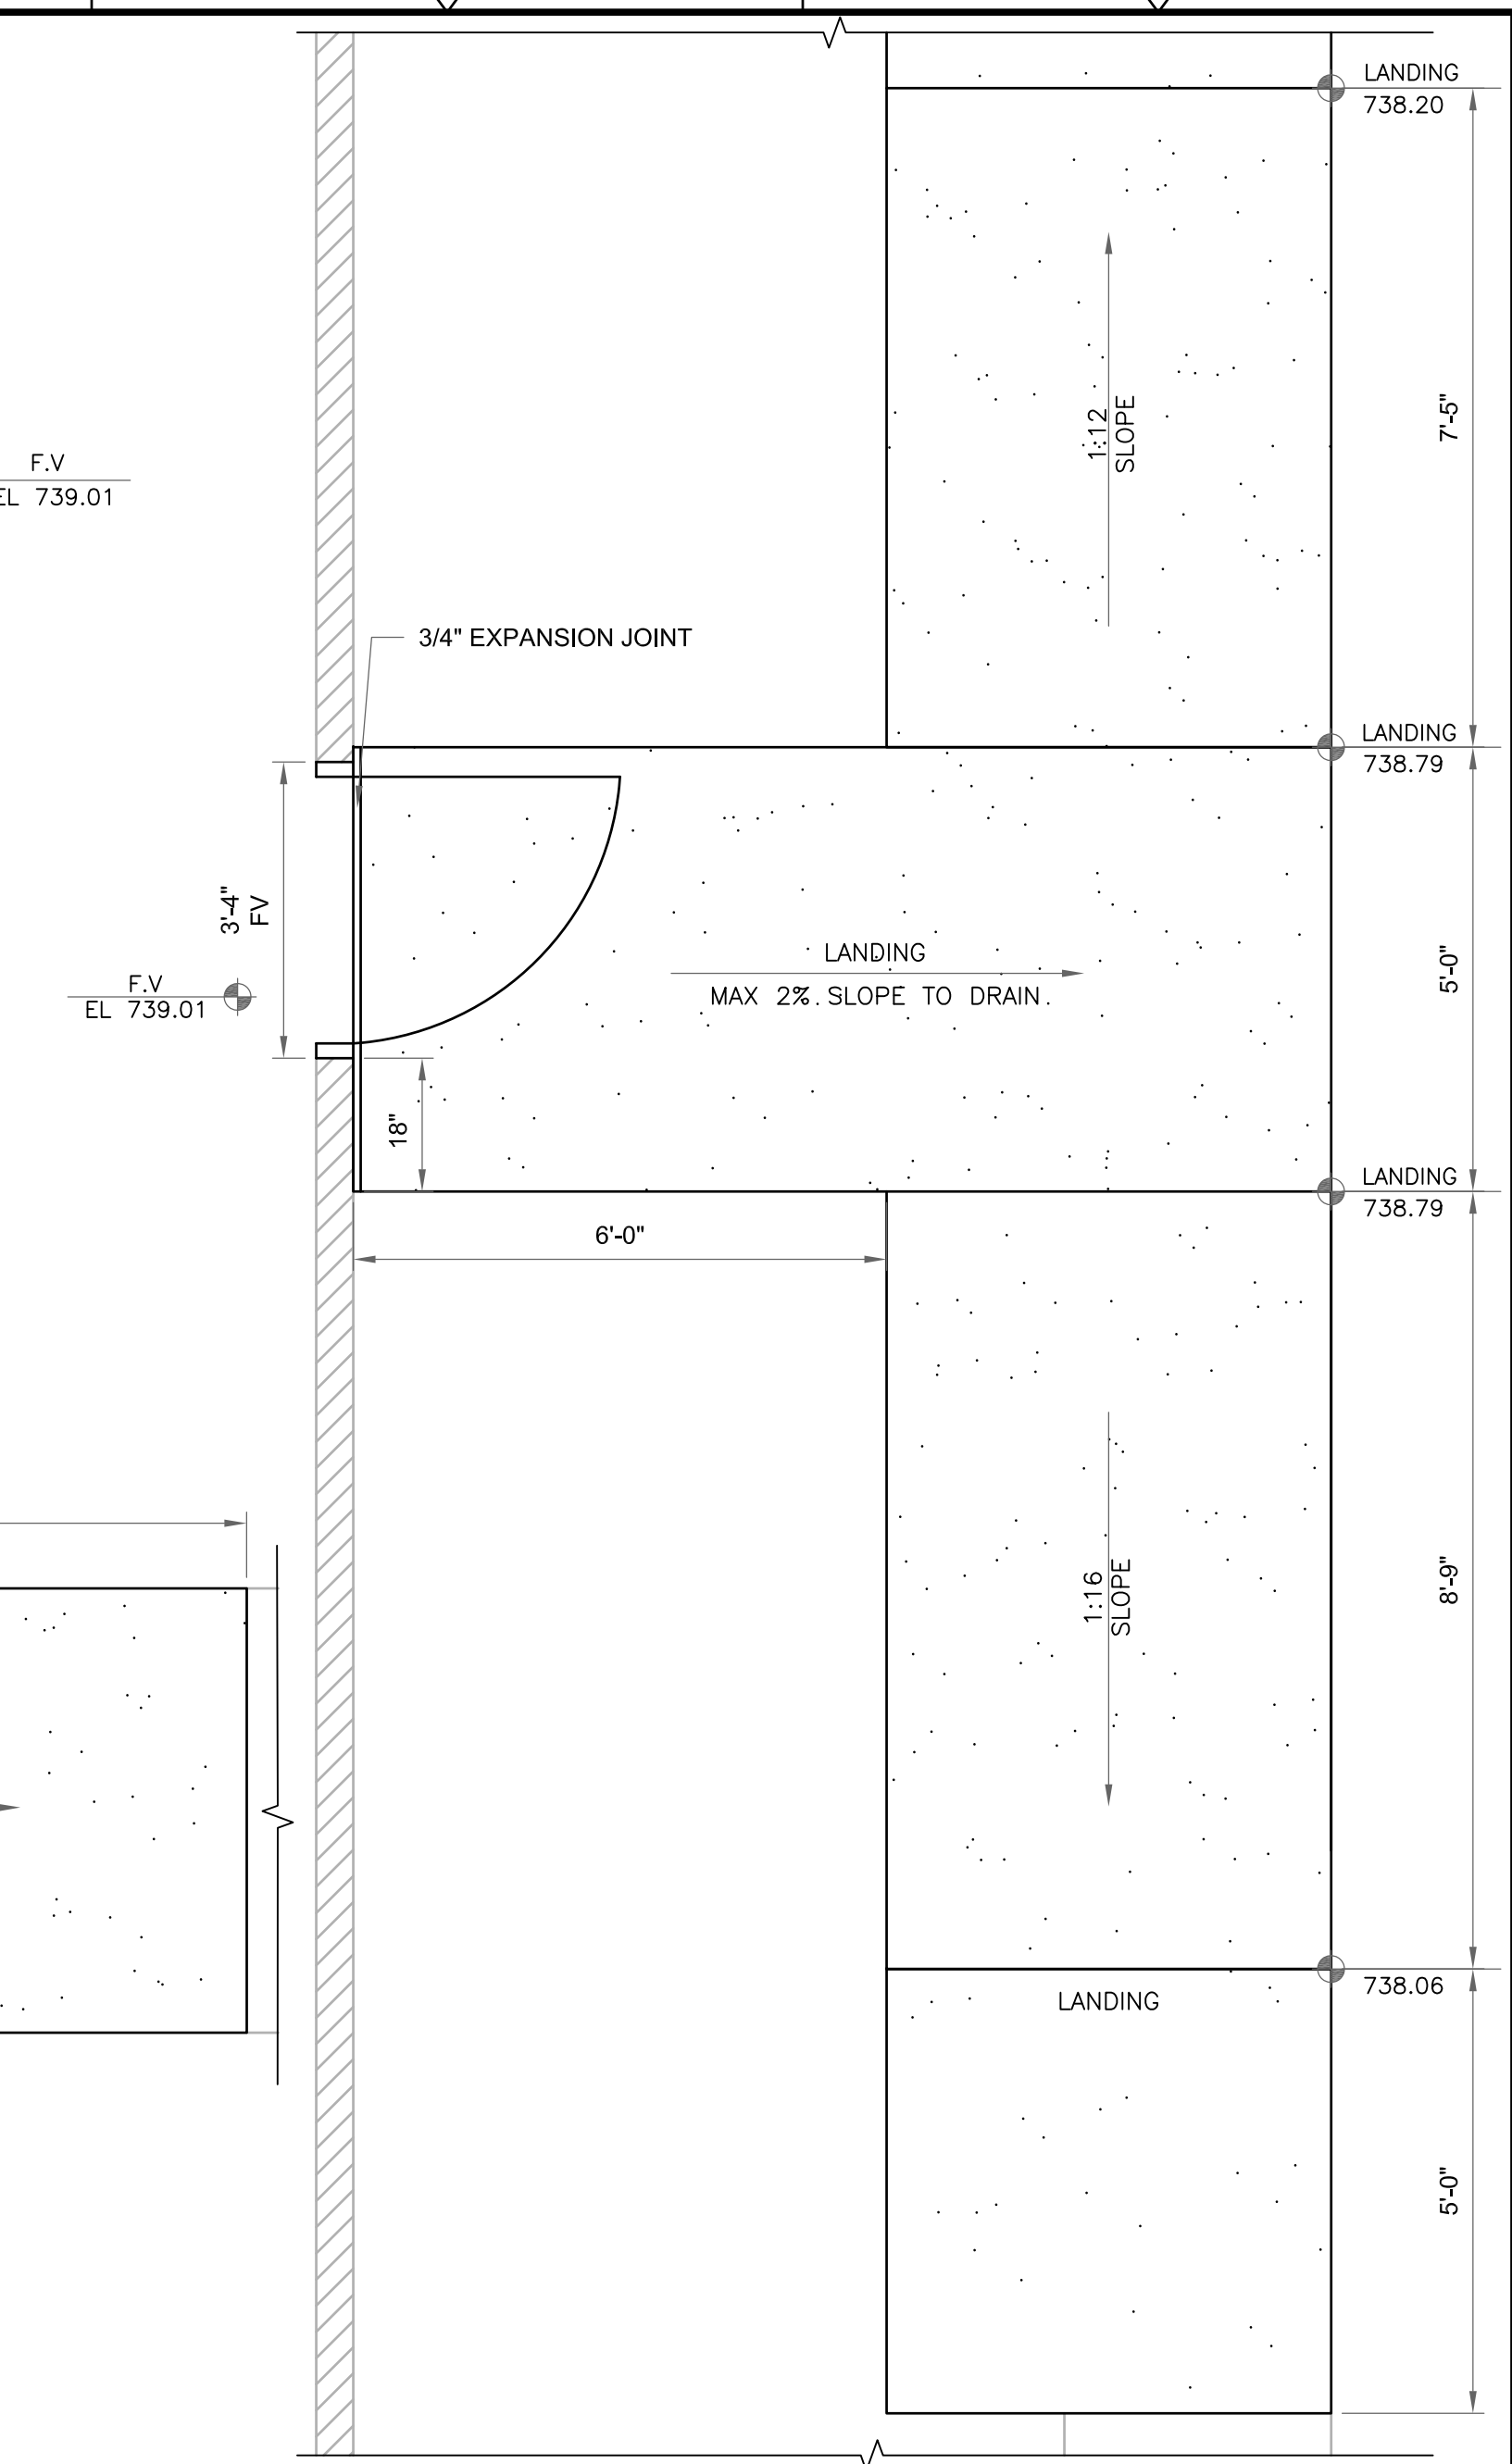 LANDING
738.20
7'-5"
1:12
SLOPE
F.V
EL 739.01
3/4" EXPANSION JOINT
LANDING
738.79
3'-4"
FV
LANDING
MAX 2%. SLOPE TO DRAIN.
5'-0"
F.V
EL 739.01
18"
LANDING
738.79
6'-0"
1:16
SLOPE
8'-9"
738.06
LANDING
5'-0"